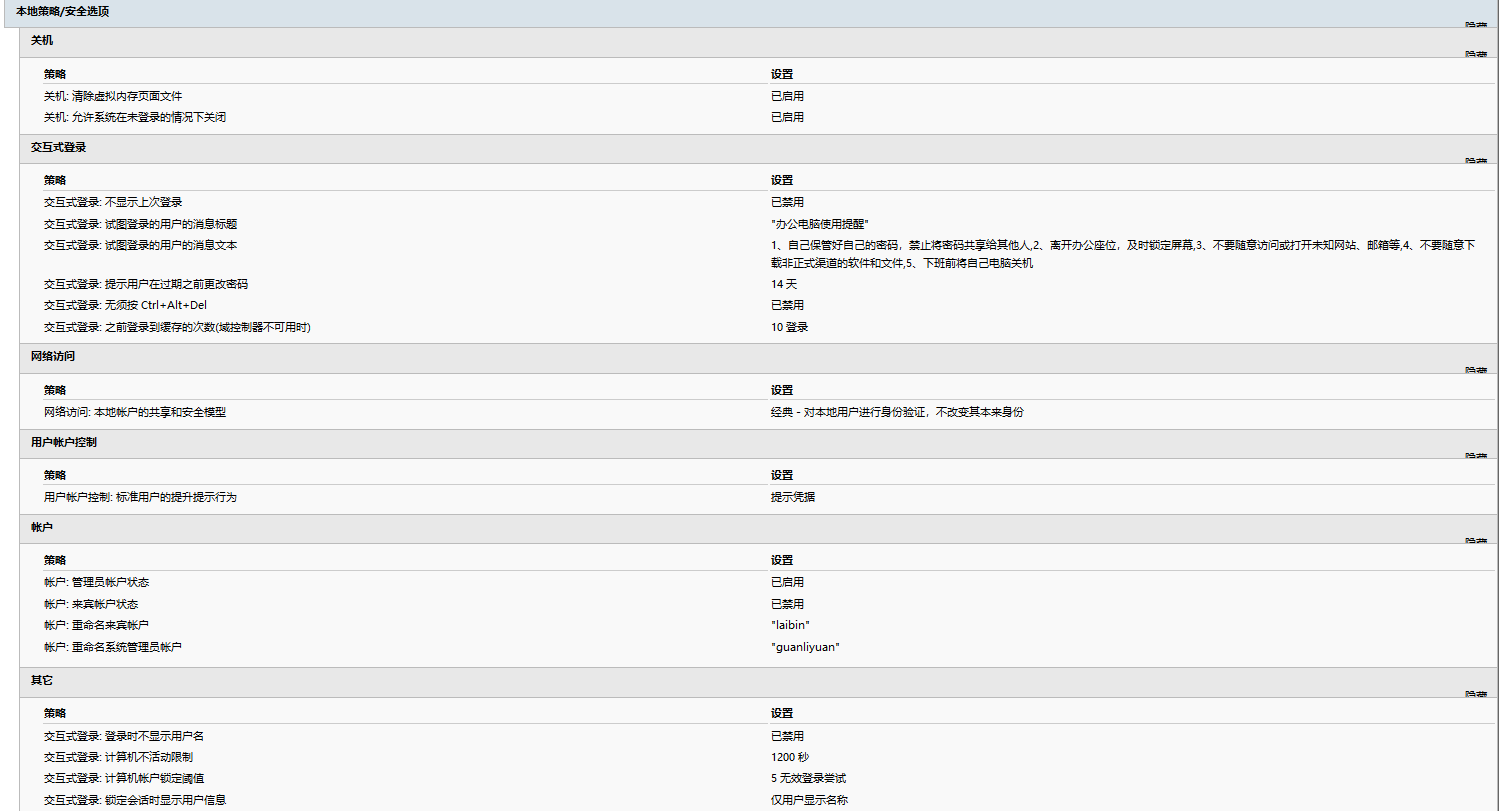 本地策略/安全选项
隐藏
关机
隐藏
策略 设置
关机: 清除虚拟内存页面文件 已启用
关机: 允许系统在未登录的情况下关闭 已启用
交互式登录
隐藏
策略 设置
交互式登录: 不显示上次登录 已禁用
交互式登录: 试图登录的用户的消息标题 "办公电脑使用提醒"
交互式登录: 试图登录的用户的消息文本 1、自己保管好自己的密码，禁止将密码共享给其他人,2、离开办公座位，及时锁定屏幕,3、不要随意访问或打开未知网站、邮箱等,4、不要随意下
载非正式渠道的软件和文件,5、下班前将自己电脑关机
交互式登录: 提示用户在过期之前更改密码 14 天
交互式登录: 无须按 Ctrl+Alt+Del 已禁用
交互式登录: 之前登录到缓存的次数(域控制器不可用时) 10 登录
网络访问
隐藏
策略 设置
网络访问: 本地帐户的共享和安全模型 经典 - 对本地用户进行身份验证，不改变其本来身份
用户帐户控制
隐藏
策略 设置
用户帐户控制: 标准用户的提升提示行为 提示凭据
帐户
隐藏
策略 设置
帐户: 管理员帐户状态 已启用
帐户: 来宾帐户状态 已禁用
帐户: 重命名来宾帐户 "laibin"
帐户: 重命名系统管理员帐户 "guanliyuan"
其它
隐藏
策略 设置
交互式登录: 登录时不显示用户名 已禁用
交互式登录: 计算机不活动限制 1200 秒
交互式登录: 计算机帐户锁定阈值 5 无效登录尝试
交互式登录: 锁定会话时显示用户信息 仅用户显示名称